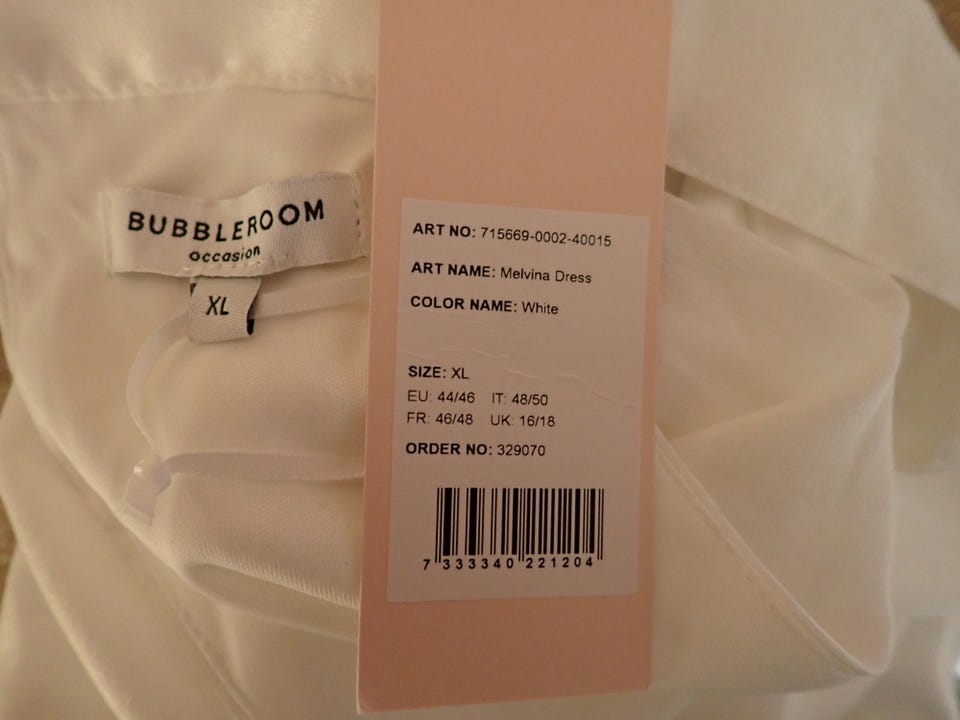 BUBBLEROOM
occasion
XL
ART NO: 715669-0002-40015
ART NAME: Melvina Dress
COLOR NAME: White
SIZE: XL
EU: 44/46 IT: 48/50
FR: 46/48 UK: 16/18
ORDER NO: 329070
7 333340 221204